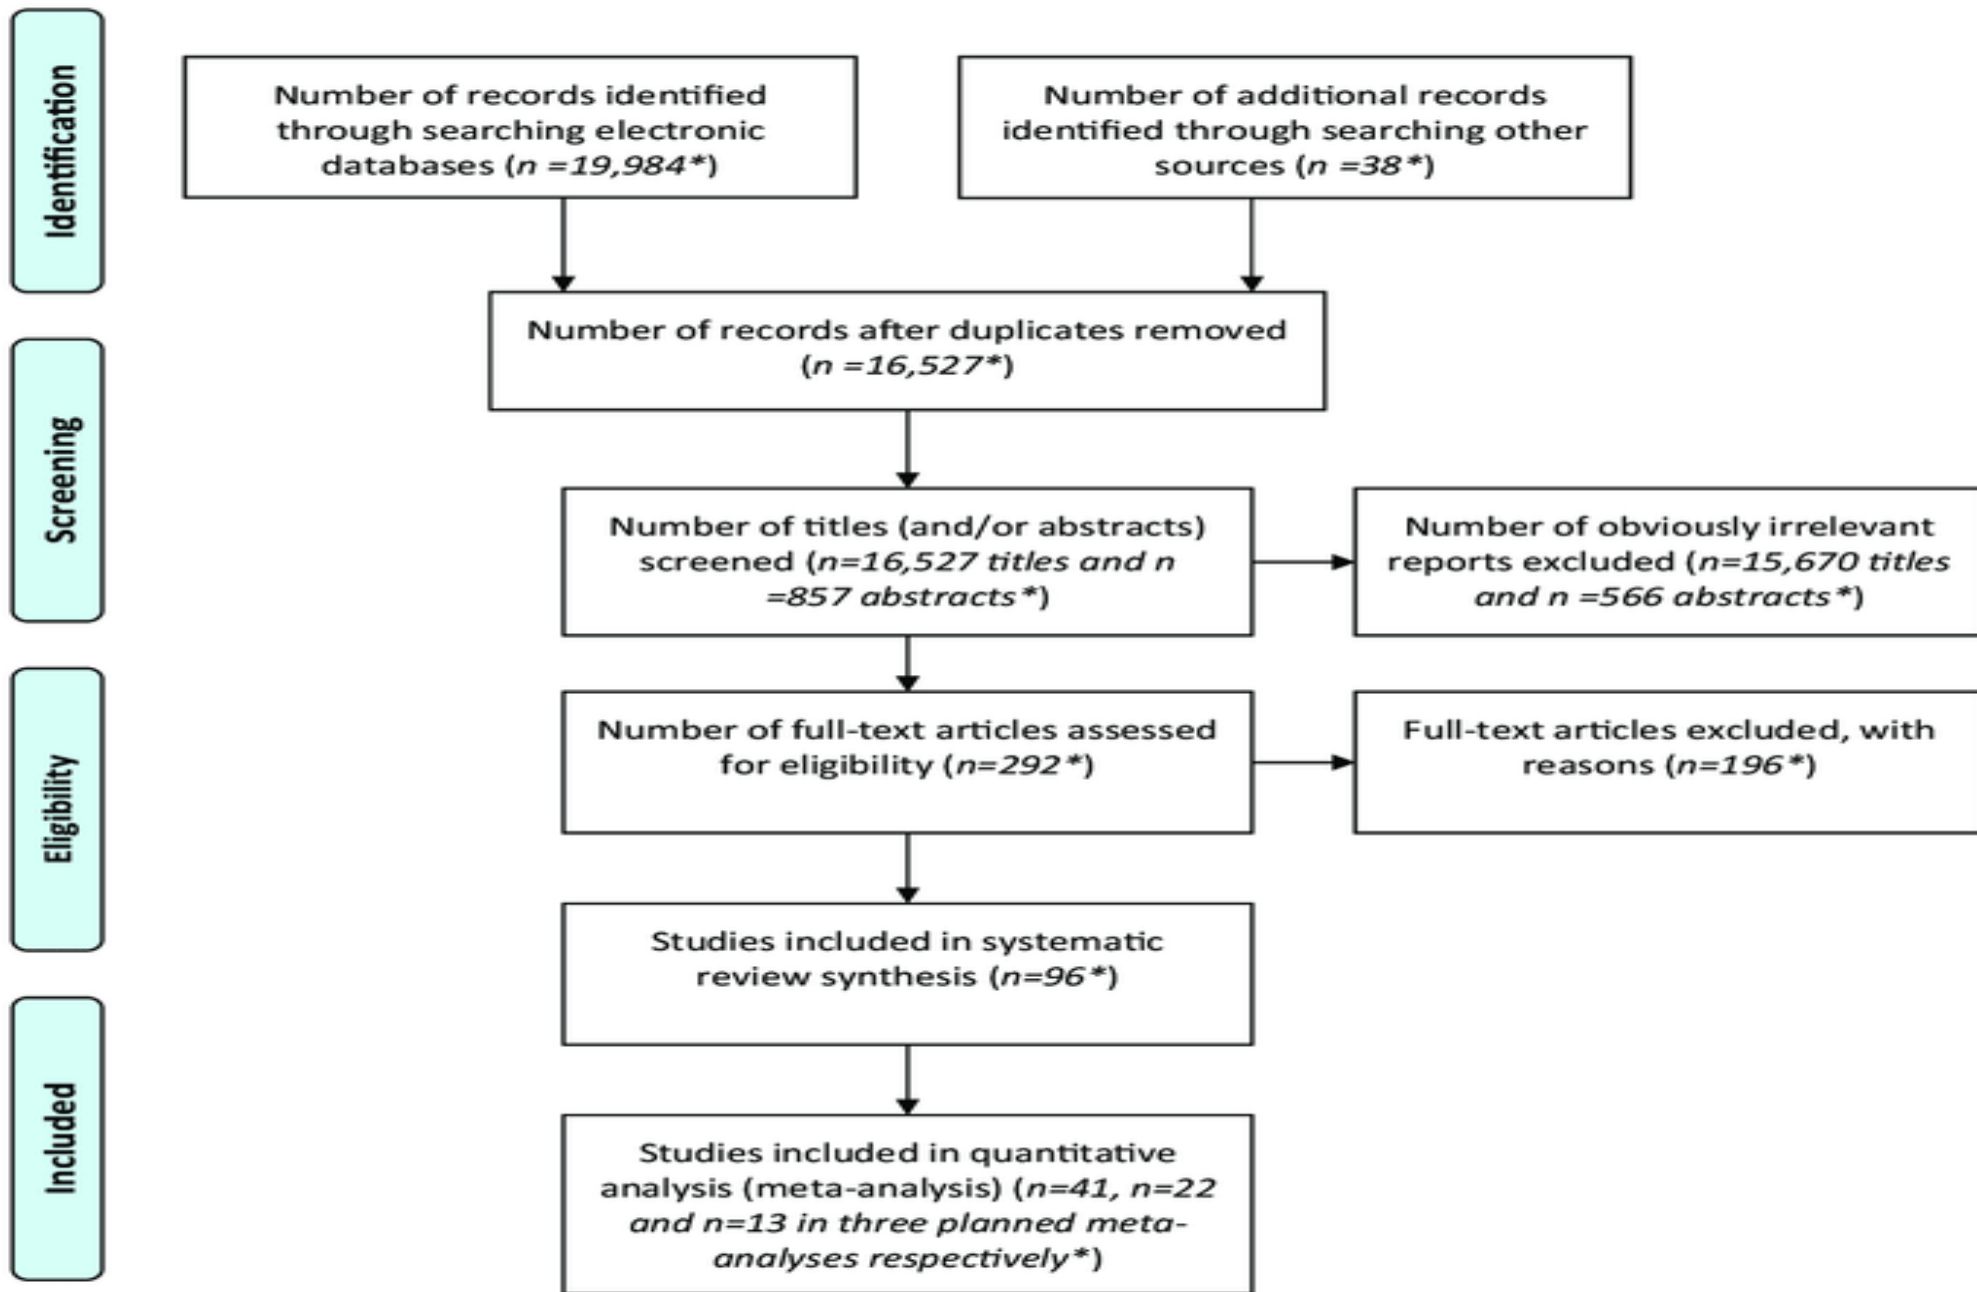 Identification
Number of records identified
through searching electronic
databases (n =19,984*)
Number of additional records
identified through searching other
sources (n =38*)
Number of records after duplicates removed
(n =16,527*)
Screening
Number of titles (and/or abstracts)
screened (n=16,527 titles and n
=857 abstracts*)
Number of obviously irrelevant
reports excluded (n=15,670 titles
and n =566 abstracts*)
Eligibility
Number of full-text articles assessed
for eligibility (n=292*)
Full-text articles excluded, with
reasons (n=196*)
Studies included in systematic
review synthesis (n=96*)
Included
Studies included in quantitative
analysis (meta-analysis) (n=41, n=22
and n=13 in three planned meta-
analyses respectively*)